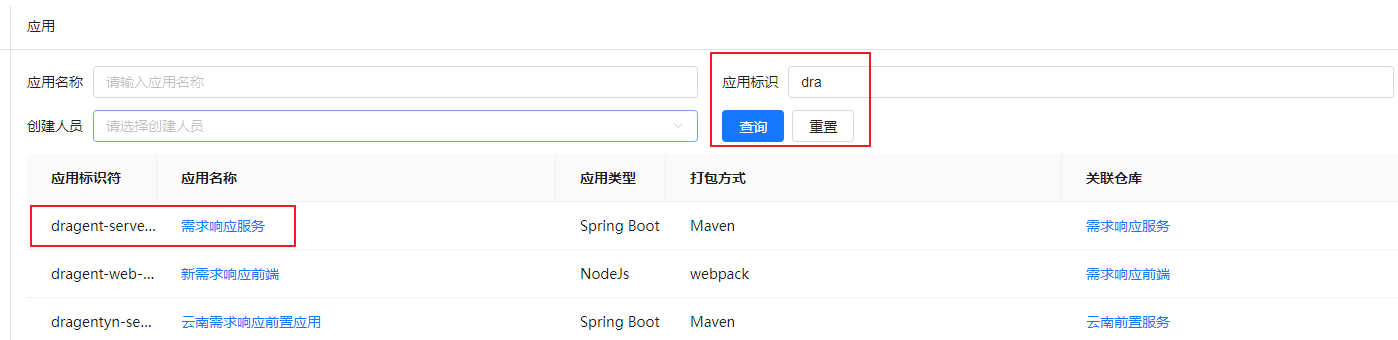 应用
应用名称 请输入应用名称 应用标识 dra
创建人员 请选择创建人员 查询 重置
应用标识符 应用名称 应用类型 打包方式 关联仓库
dragent-serve... 需求响应服务 Spring Boot Maven 需求响应服务
dragent-web-... 新需求响应前端 NodeJs webpack 需求响应前端
dragentyn-se... 云南需求响应前置应用 Spring Boot Maven 云南前置服务